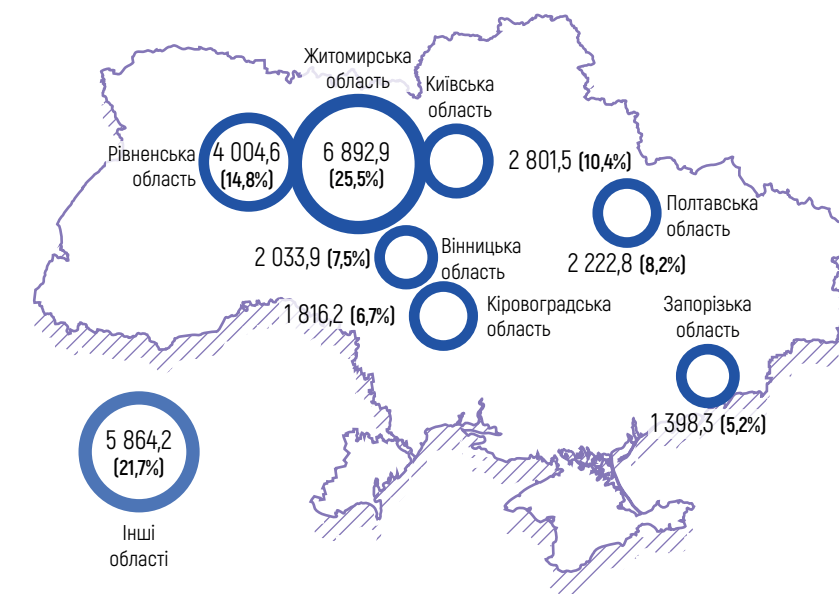 Житомирська
область
Київська
область
Рівненська
область
4 004,6
(14,8%)
6 892,9
(25,5%)
2 801,5 (10,4%)
Полтавська
область
2 222,8 (8,2%)
2 033,9 (7,5%)
Вінницька
область
1 816,2 (6,7%)
Кіровоградська
область
Запорізька
область
1 398,3 (5,2%)
5 864,2
(21,7%)
Інші
області